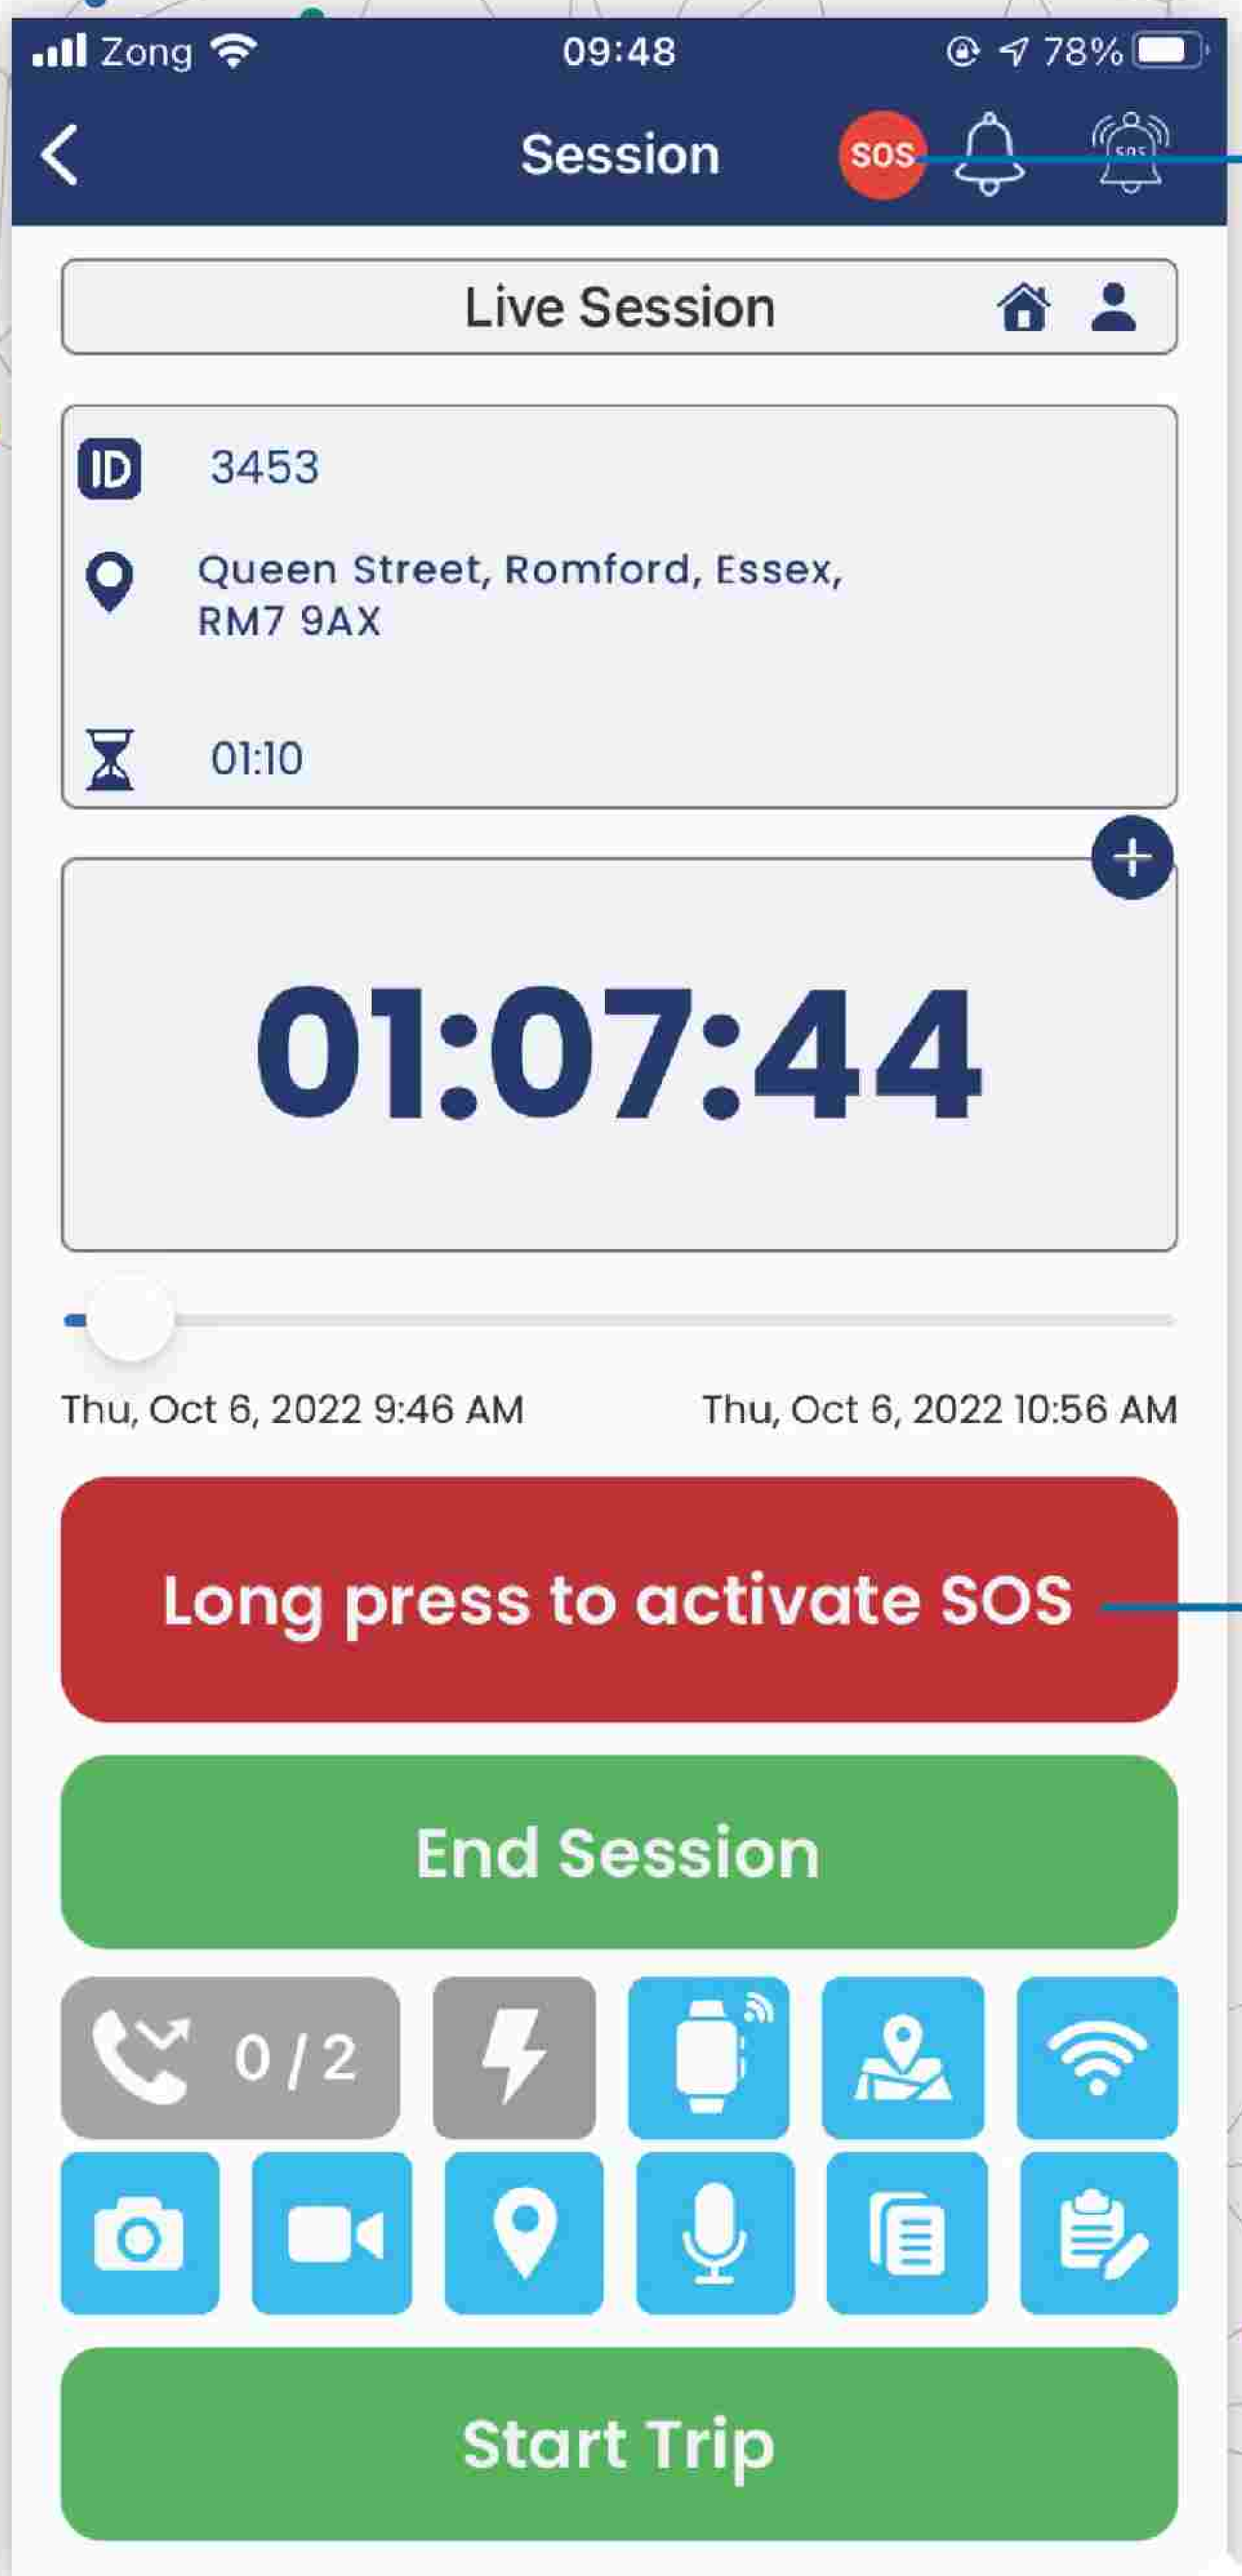 Zong 09:48 78%
Session SOS SOS
Live Session
ID 3453
Queen Street, Romford, Essex,
RM7 9AX
01:10
01:07:44
Thu, Oct 6, 2022 9:46 AM Thu, Oct 6, 2022 10:56 AM
Long press to activate SOS
End Session
0/2
Start Trip